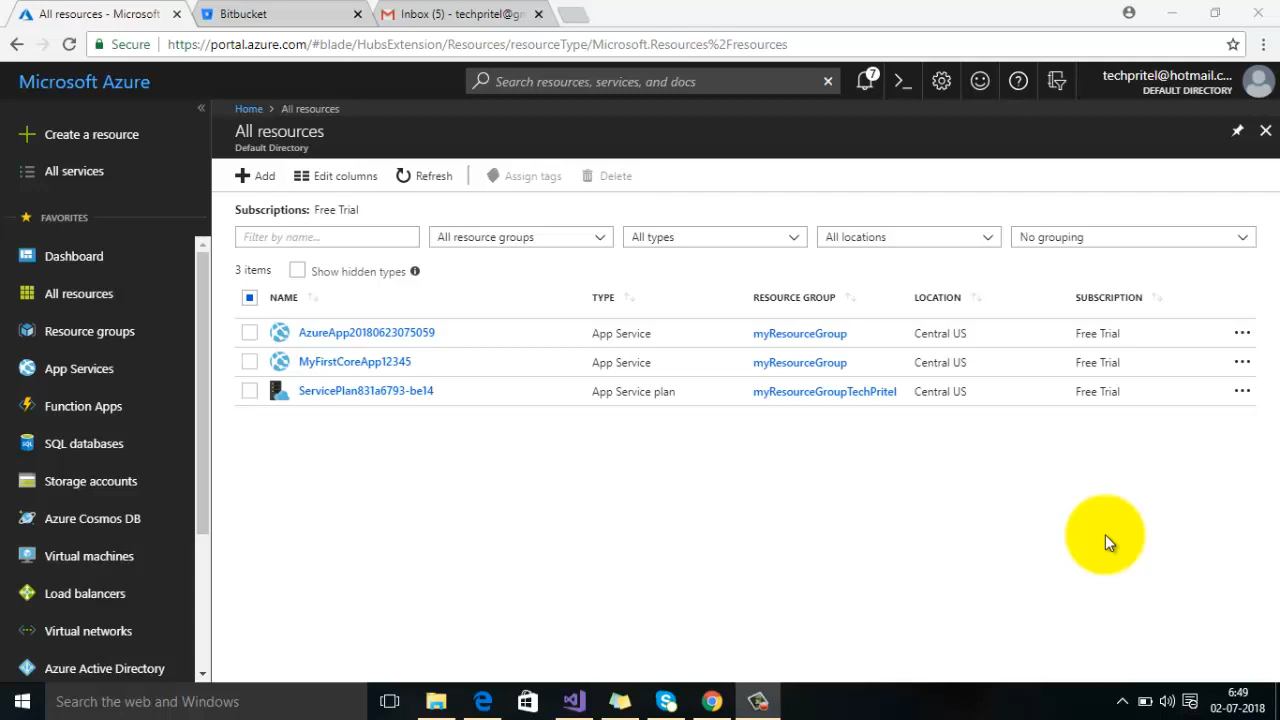 All resources - Microsoft
Bitbucket
Inbox (5) - techpritel@gm
Secure
https://portal.azure.com/#blade/HubsExtension/Resources/resourceType/Microsoft.Resources%2Fresources
Microsoft Azure
Search resources, services, and docs
7
techpritel@hotmail.c...
DEFAULT DIRECTORY
Home > All resources
All resources
Default Directory
Create a resource
All services
FAVORITES
Dashboard
All resources
Resource groups
App Services
Function Apps
SQL databases
Storage accounts
Azure Cosmos DB
Virtual machines
Load balancers
Virtual networks
Azure Active Directory
Add Edit columns Refresh Assign tags Delete
Subscriptions: Free Trial
Filter by name... All resource groups All types All locations No grouping
3 items Show hidden types
NAME TYPE RESOURCE GROUP LOCATION SUBSCRIPTION
AzureApp20180623075059 App Service myResourceGroup Central US Free Trial
MyFirstCoreApp12345 App Service myResourceGroup Central US Free Trial
ServicePlan831a6793-be14 App Service plan myResourceGroupTechPritel Central US Free Trial
Search the web and Windows
6:49
02-07-2018